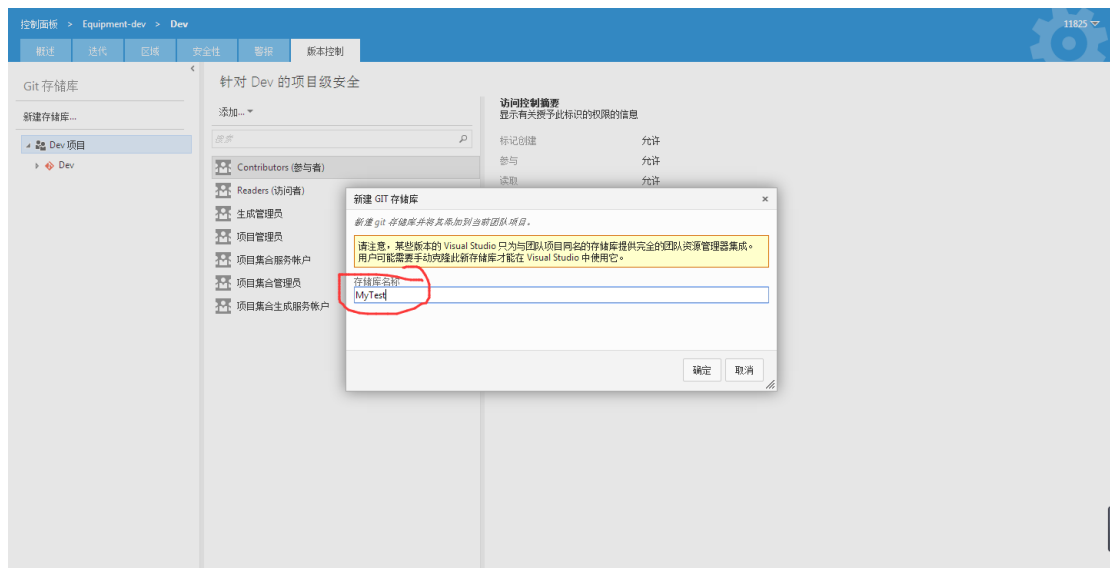 控制面板 > Equipment-dev > Dev
11825
概述 迭代 区域 安全性 警报 版本控制
Git 存储库
新建存储库...
Dev 项目
Dev
针对 Dev 的项目级安全
添加...
搜索
Contributors (参与者)
Readers (访问者)
生成管理员
项目管理员
项目集合服务帐户
项目集合管理员
项目集合生成服务帐户
访问控制摘要
显示有关授予此标识的权限的信息
标记创建 允许
参与 允许
读取 允许
新建 GIT 存储库
×
新建 git 存储库并将其添加到当前团队项目。
请注意，某些版本的 Visual Studio 只为与团队项目同名的存储库提供完全的团队资源管理器集成。
用户可能需要手动克隆此新存储库才能在 Visual Studio 中使用它。
存储库名称
MyTest
确定 取消